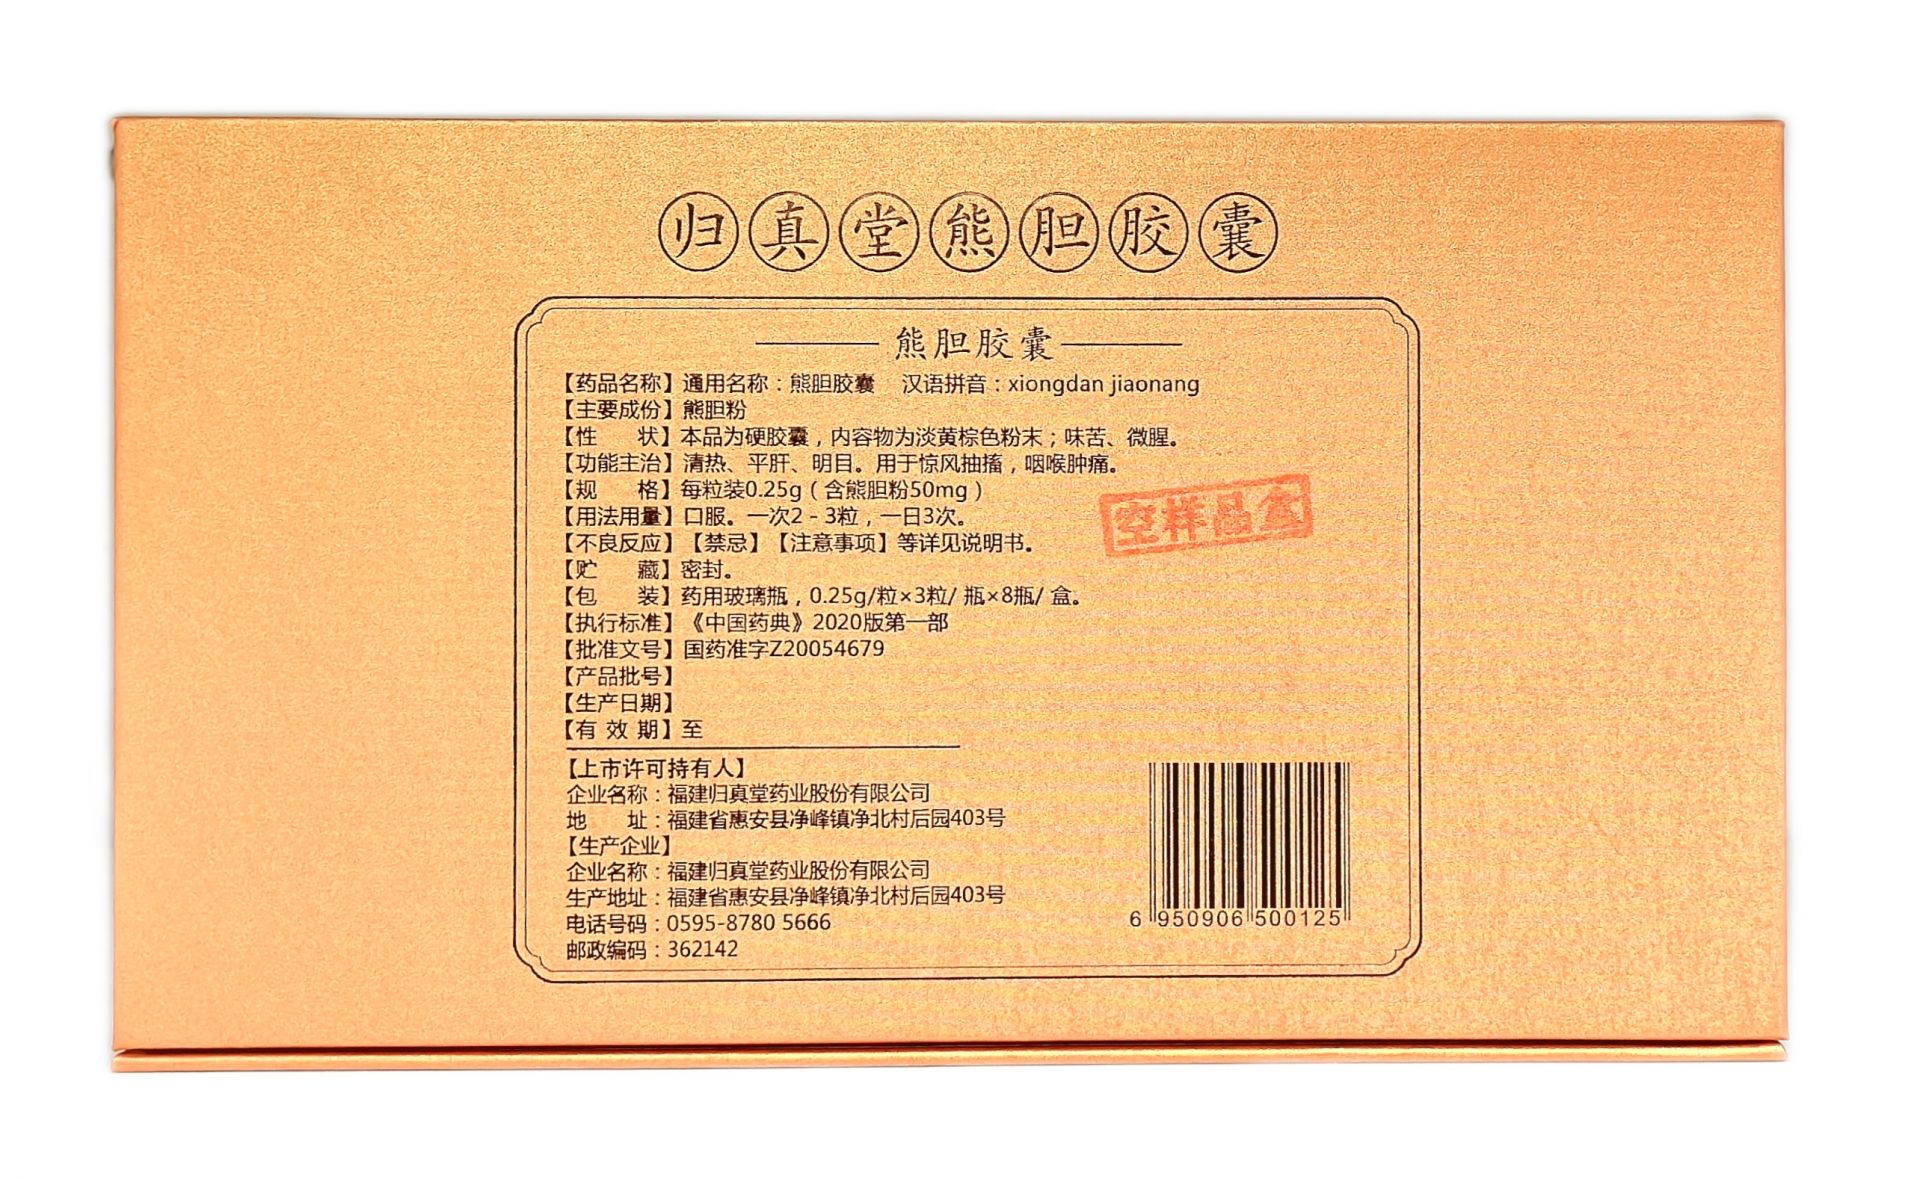 归真堂熊胆胶囊
熊胆胶囊
【药品名称】通用名称：熊胆胶囊 汉语拼音：xiongdan jiaonang
【主要成份】熊胆粉
【性 状】本品为硬胶囊，内容物为淡黄棕色粉末；味苦、微腥。
【功能主治】清热、平肝、明目。用于惊风抽搐，咽喉肿痛。
【规 格】每粒装0.25g（含熊胆粉50mg）
【用法用量】口服。一次2－3粒，一日3次。
【不良反应】【禁忌】【注意事项】等详见说明书。
【贮 藏】密封。
【包 装】药用玻璃瓶，0.25g/粒×3粒/ 瓶×8瓶/ 盒。
【执行标准】《中国药典》2020版第一部
【批准文号】国药准字Z20054679
【产品批号】
【生产日期】
【有 效 期】至
空样品盒
【上市许可持有人】
企业名称：福建归真堂药业股份有限公司
地 址：福建省惠安县净峰镇净北村后园403号
【生产企业】
企业名称：福建归真堂药业股份有限公司
生产地址：福建省惠安县净峰镇净北村后园403号
电话号码：0595-8780 5666
邮政编码：362142
6 950906 500125